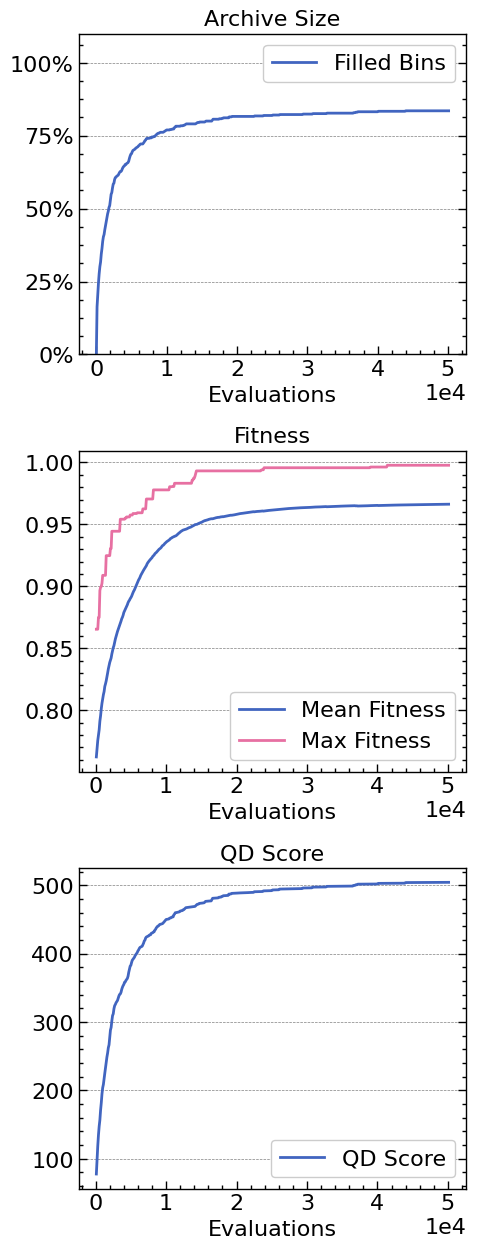 Archive Size
100%
Filled Bins
75%
50%
25%
0%
0 1 2 3 4 5
Evaluations
1e4
Fitness
1.00
0.95
0.90
0.85
0.80
Mean Fitness
Max Fitness
0 1 2 3 4 5
Evaluations
1e4
QD Score
500
400
300
200
100
QD Score
0 1 2 3 4 5
Evaluations
1e4